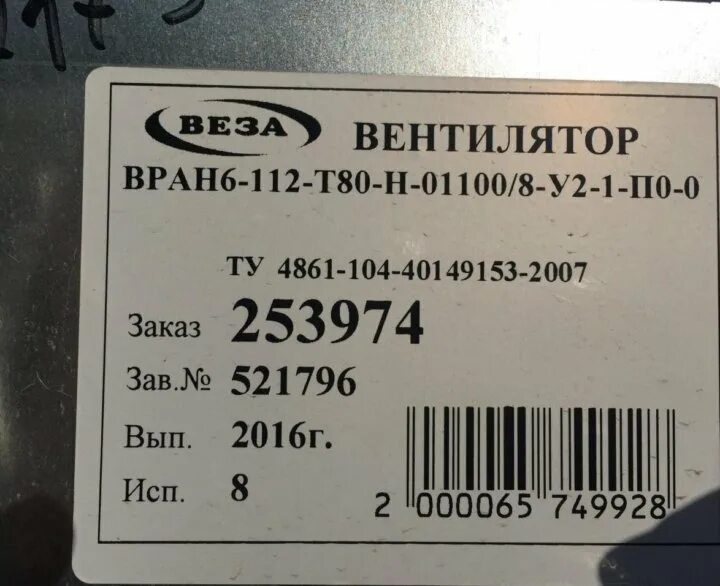 ВЕЗА ВЕНТИЛЯТОР
ВРАН6-112-Т80-Н-01100/8-У2-1-П0-0
ТУ 4861-104-40149153-2007
Заказ 253974
Зав.№ 521796
Вып. 2016г.
Исп. 8
2 000065 749928